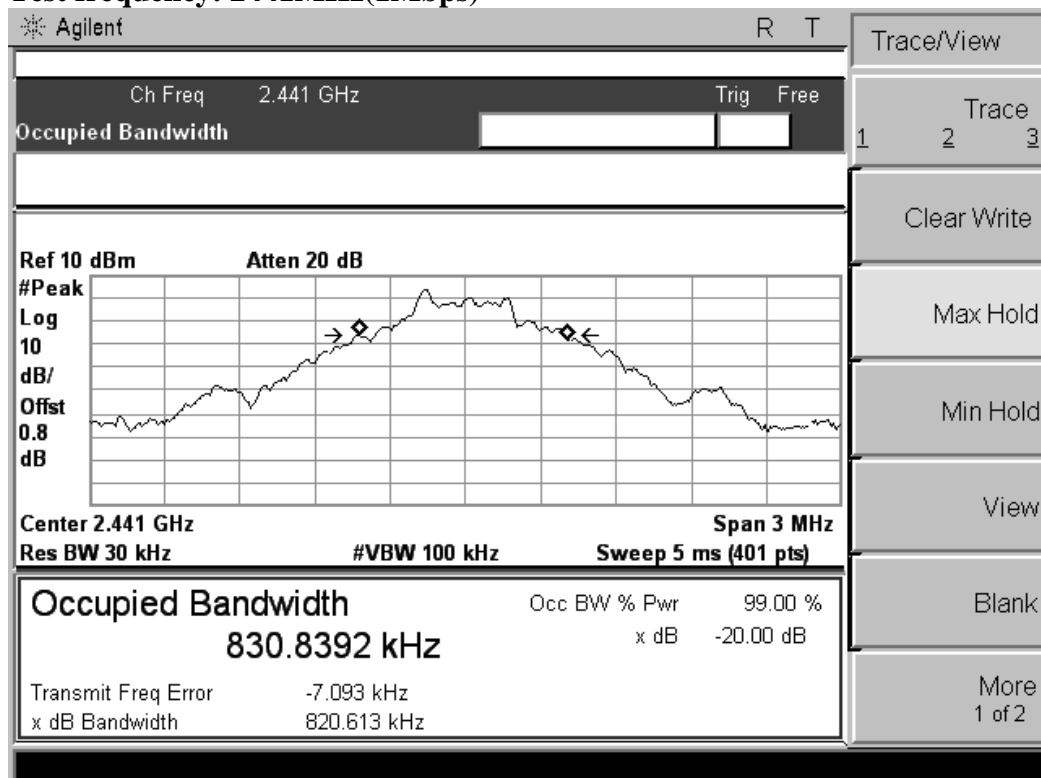 Test frequency: 2441MHz(1Mbps)
Agilent R T
Trace/View
Ch Freq 2.441 GHz Trig Free
Occupied Bandwidth
Trace
1 2 3
Clear Write
Max Hold
Min Hold
View
Blank
More
1 of 2
Ref 10 dBm Atten 20 dB
#Peak
Log
10
dB/
Offst
0.8
dB
Center 2.441 GHz Span 3 MHz
Res BW 30 kHz #VBW 100 kHz Sweep 5 ms (401 pts)
Occupied Bandwidth
830.8392 kHz
Occ BW % Pwr 99.00 %
x dB -20.00 dB
Transmit Freq Error -7.093 kHz
x dB Bandwidth 820.613 kHz